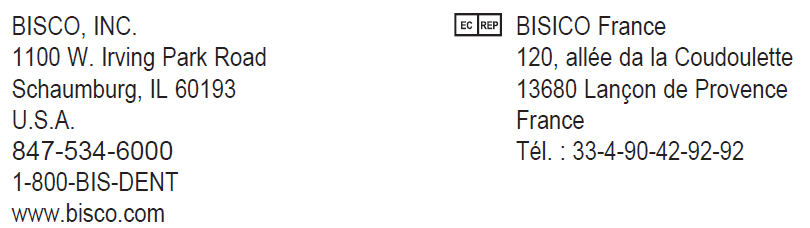 BISCO, INC.
1100 W. Irving Park Road
Schaumburg, IL 60193
U.S.A.
847-534-6000
1-800-BIS-DENT
www.bisco.com
EC REP BISICO France
120, allée da la Coudoulette
13680 Lançon de Provence
France
Tél. : 33-4-90-42-92-92